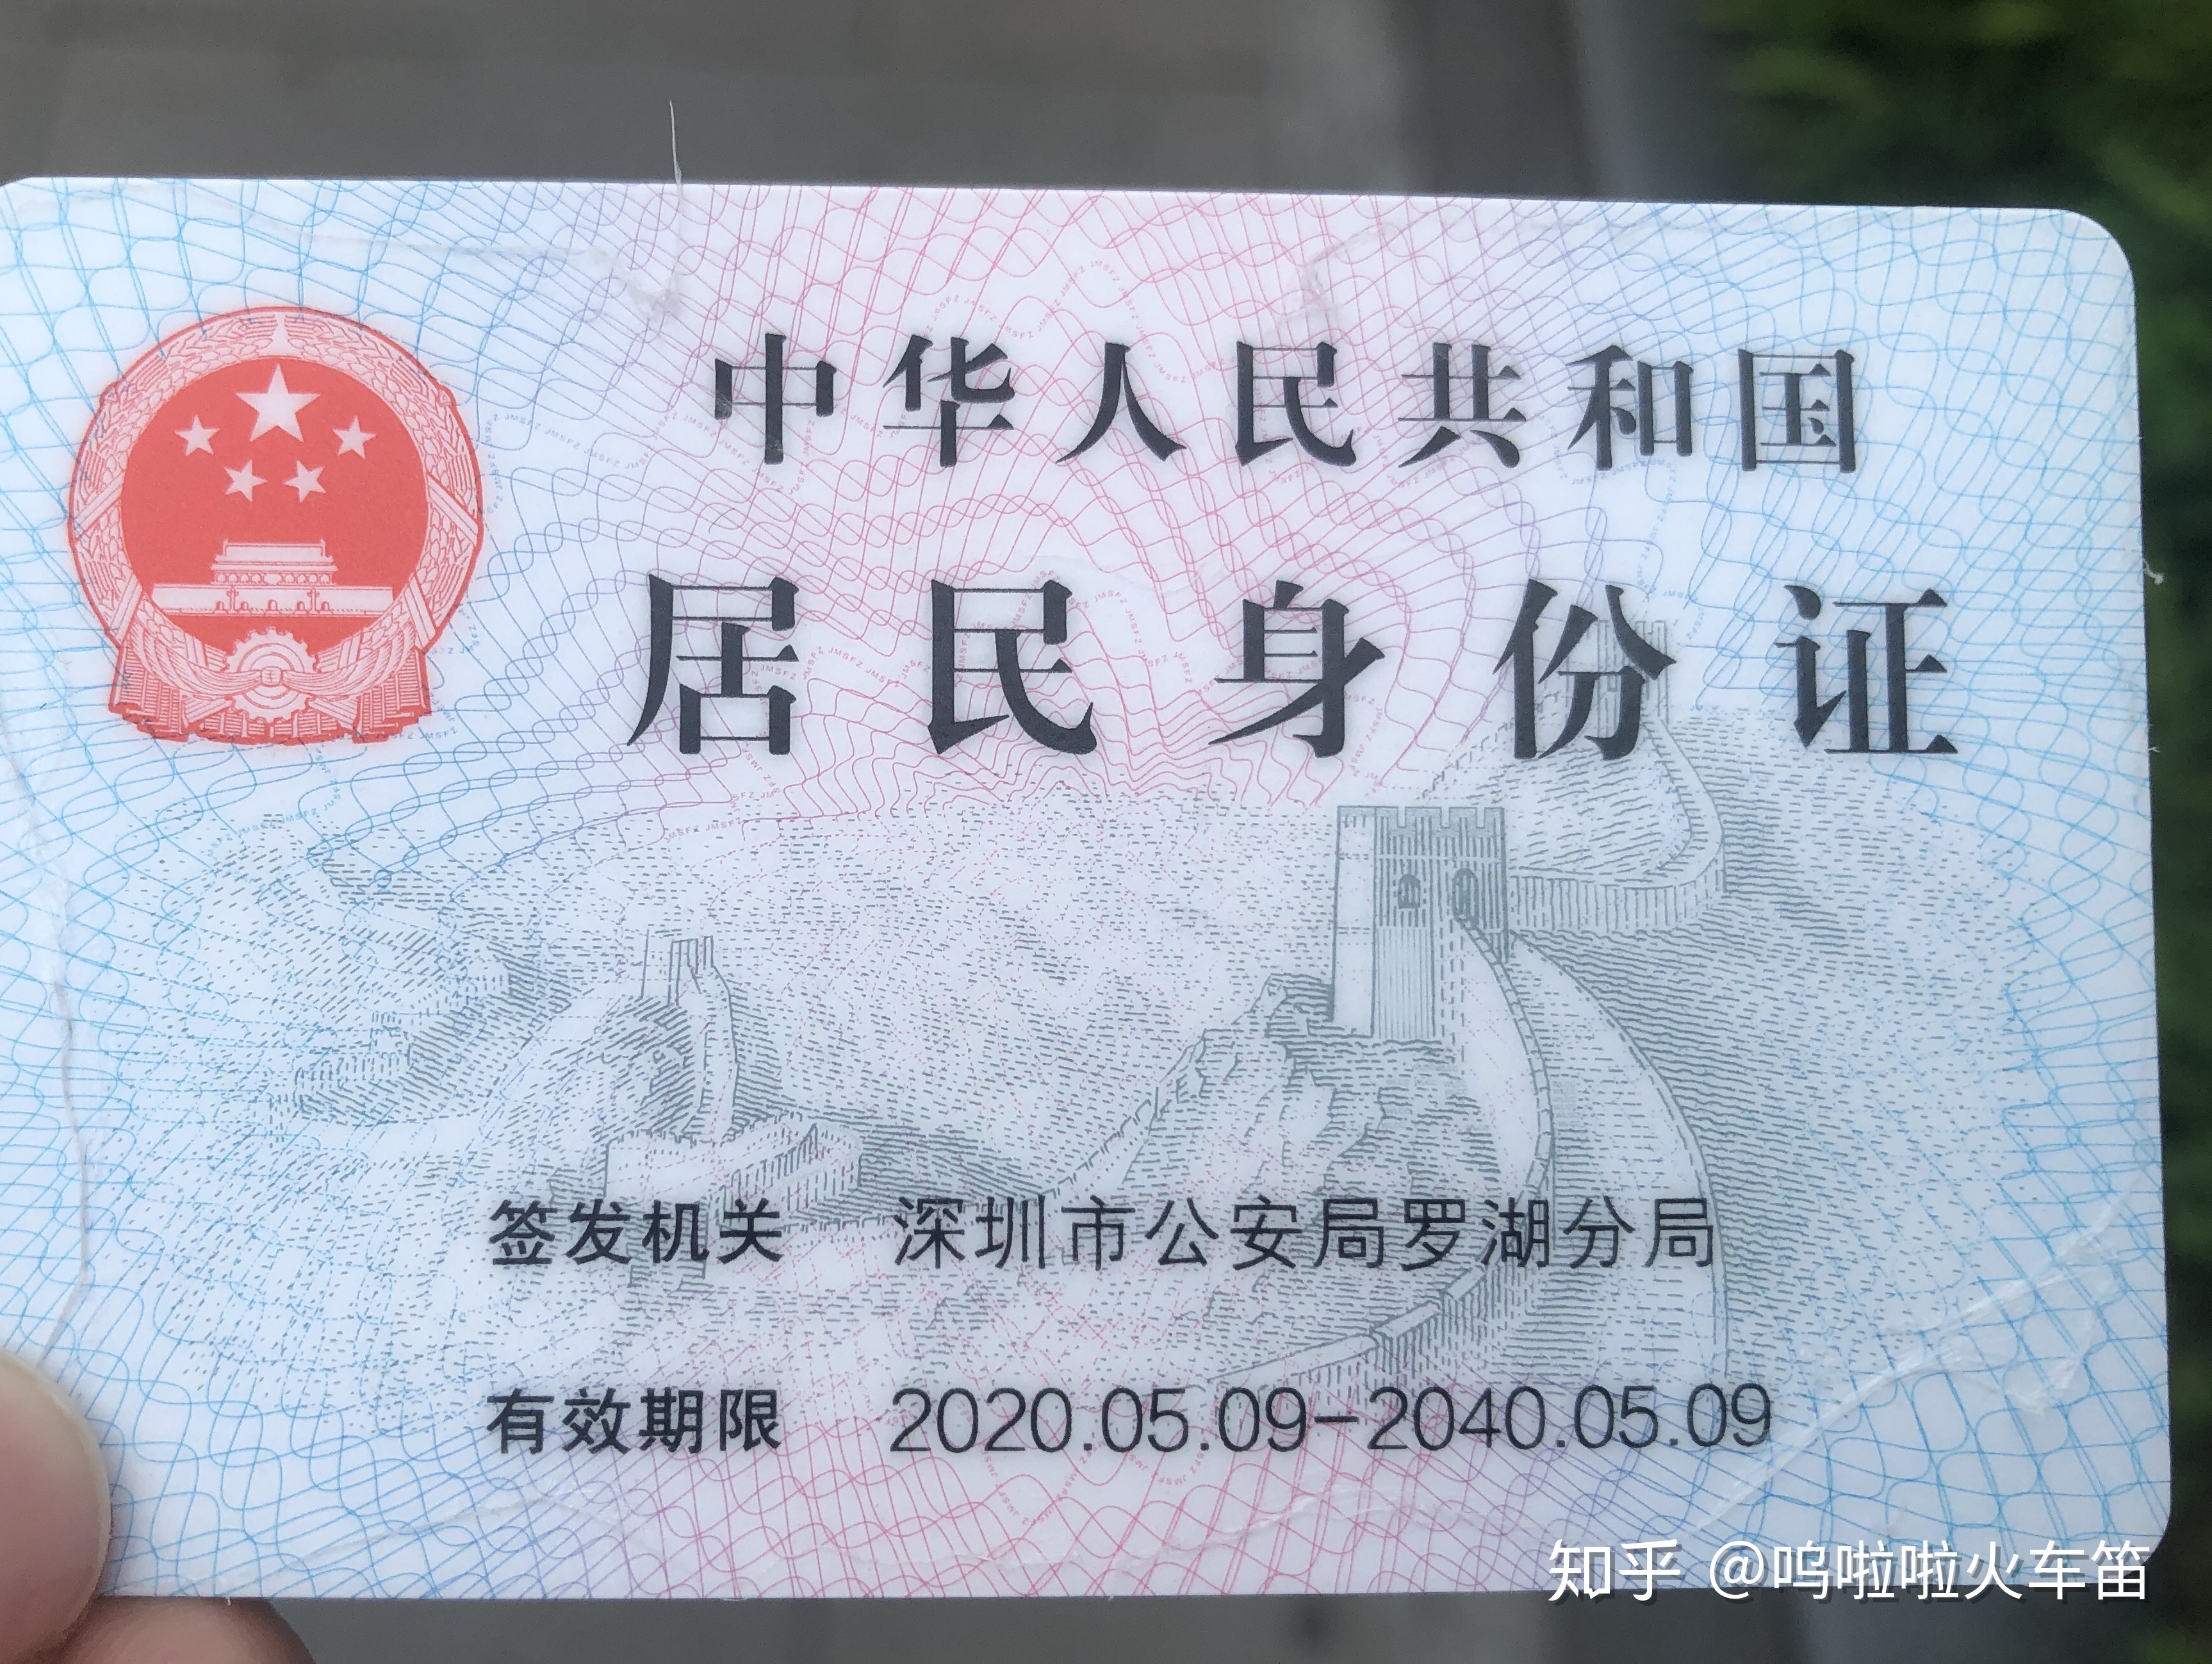 中华人民共和国
居民身份证
签发机关 深圳市公安局罗湖分局
有效期限 2020.05.09-2040.05.09
知乎 @呜啦啦火车笛